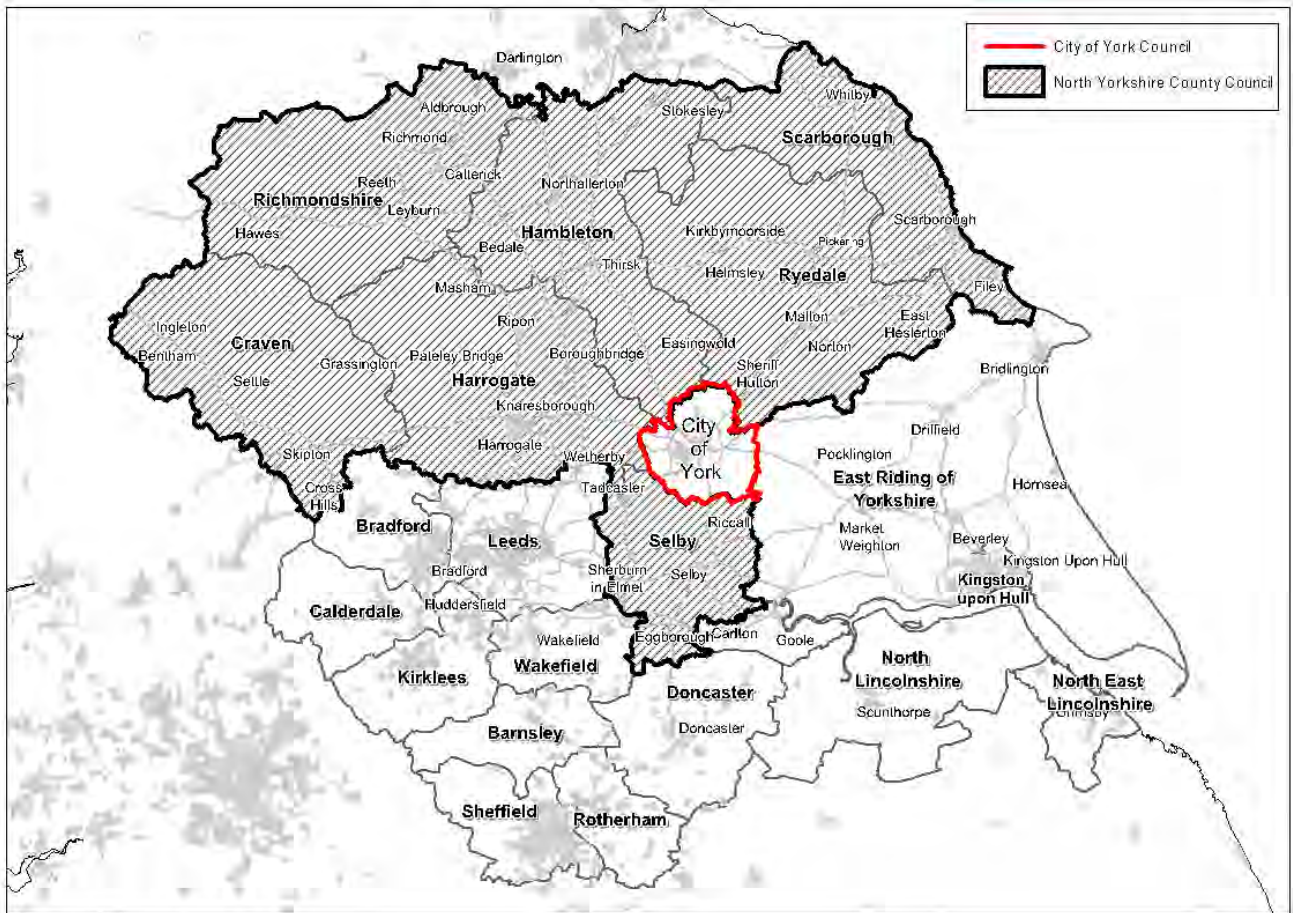 City of York Council
North Yorkshire County Council
Darlington
Aldbrough
Whitby
Stokesley
Richmond
Scarborough
Catterick
Reeth
Northallerton
Richmondshire
Leyburn
Scarborough
Hawes
Hambleton
Kirkbymoorside
Pickering
Bedale
Thirsk
Helmsley
Ryedale
Masham
Filey
Ingleton
Ripon
Malton
East
Heslerton
Bentham
Craven
Grassington
Pateley Bridge
Boroughbridge
Easingwold
Norton
Settle
Harrogate
Sheriff
Hutton
Bridlington
Knaresborough
City
of
York
Driffield
Harrogate
Skipton
Wetherby
Pocklington
East Riding of
Yorkshire
Cross
Hills
Tadcaster
Hornsea
Bradford
Leeds
Riccall
Selby
Market
Weighton
Beverley
Bradford
Sherburn
in Elmet
Selby
Kingston Upon Hull
Kingston
upon Hull
Calderdale
Huddersfield
Wakefield
Eggborough
Carlton
Goole
Kirklees
Wakefield
North
Lincolnshire
Doncaster
North East
Lincolnshire
Scunthorpe
Grimsby
Barnsley
Doncaster
Sheffield
Rotherham